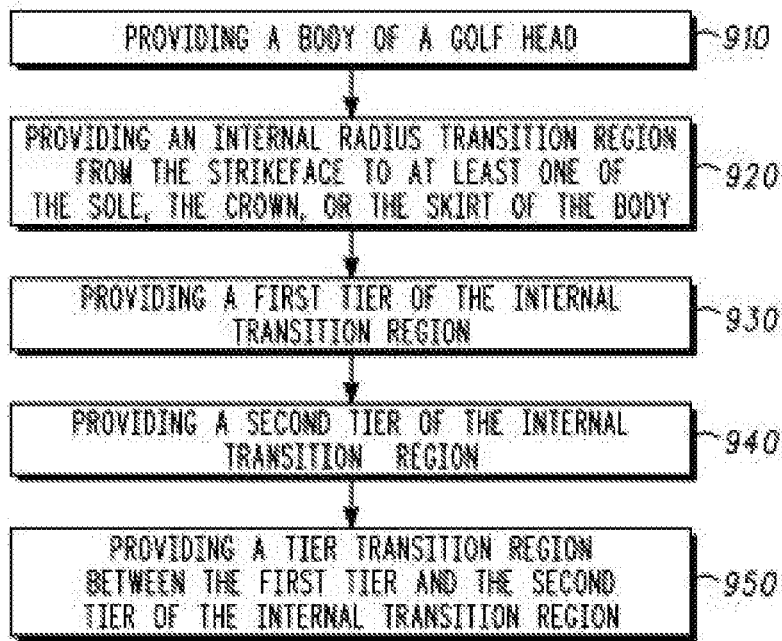 PROVIDING A BODY OF A GOLF HEAD
910
PROVIDING AN INTERNAL RADIUS TRANSITION REGION
FROM THE STRIKEFACE TO AT LEAST ONE OF
THE SOLE, THE CROWN, OR THE SKIRT OF THE BODY
920
PROVIDING A FIRST TIER OF THE INTERNAL
TRANSITION REGION
930
PROVIDING A SECOND TIER OF THE INTERNAL
TRANSITION REGION
940
PROVIDING A TIER TRANSITION REGION
BETWEEN THE FIRST TIER AND THE SECOND
TIER OF THE INTERNAL TRANSITION REGION
950